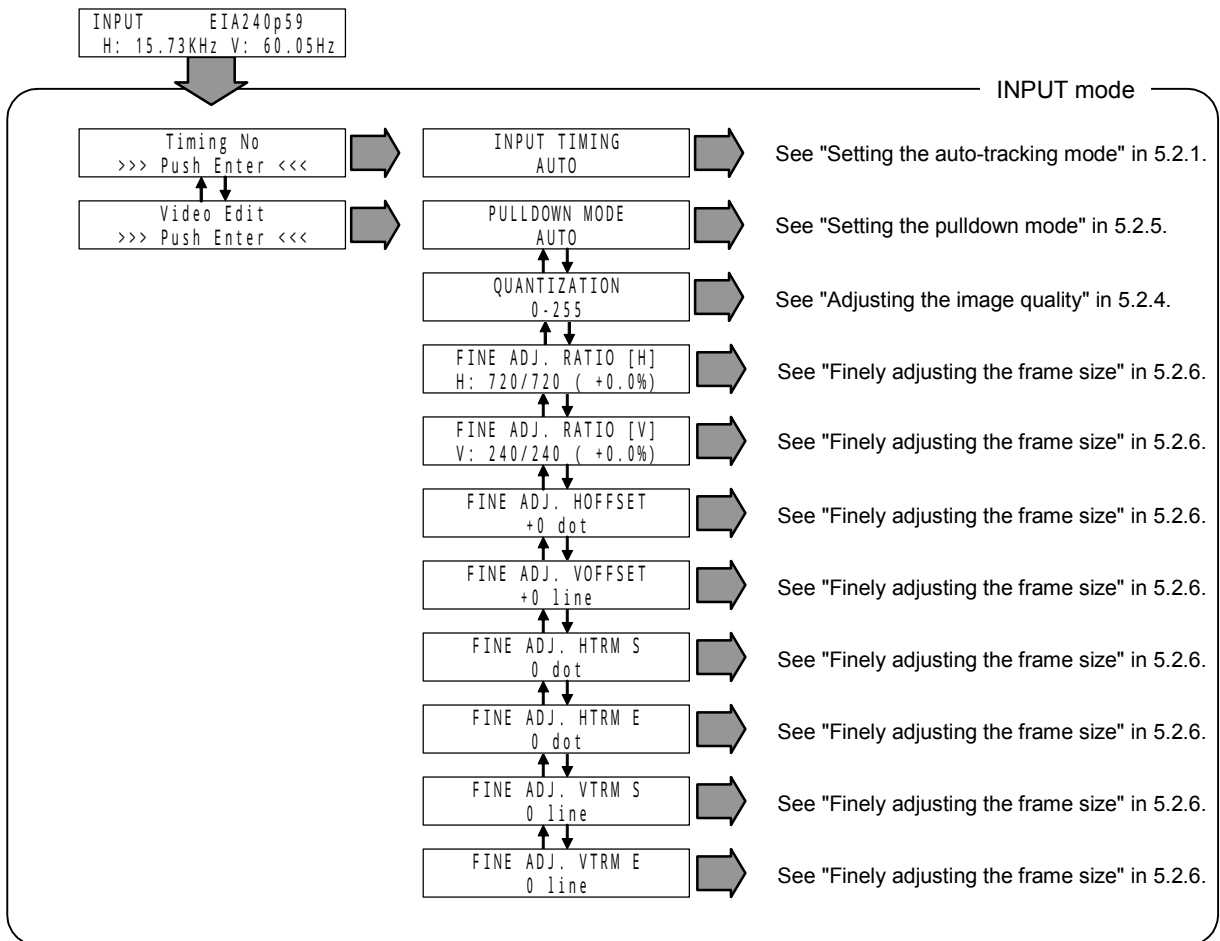 INPUT EIA240p59
H: 15.73KHz V: 60.05Hz
INPUT mode
Timing No
>>> Push Enter <<<
INPUT TIMING
AUTO
See "Setting the auto-tracking mode" in 5.2.1.
Video Edit
>>> Push Enter <<<
PULLDOWN MODE
AUTO
See "Setting the pulldown mode" in 5.2.5.
QUANTIZATION
0-255
See "Adjusting the image quality" in 5.2.4.
FINE ADJ. RATIO [H]
H: 720/720 ( +0.0%)
See "Finely adjusting the frame size" in 5.2.6.
FINE ADJ. RATIO [V]
V: 240/240 ( +0.0%)
See "Finely adjusting the frame size" in 5.2.6.
FINE ADJ. HOFFSET
+0 dot
See "Finely adjusting the frame size" in 5.2.6.
FINE ADJ. VOFFSET
+0 line
See "Finely adjusting the frame size" in 5.2.6.
FINE ADJ. HTRM S
0 dot
See "Finely adjusting the frame size" in 5.2.6.
FINE ADJ. HTRM E
0 dot
See "Finely adjusting the frame size" in 5.2.6.
FINE ADJ. VTRM S
0 line
See "Finely adjusting the frame size" in 5.2.6.
FINE ADJ. VTRM E
0 line
See "Finely adjusting the frame size" in 5.2.6.